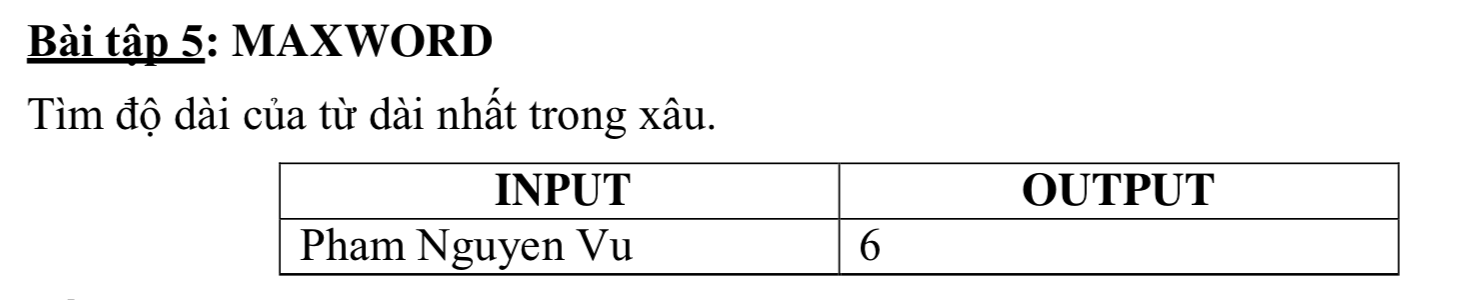 Bài tập 5: MAXWORD
Tìm độ dài của từ dài nhất trong xâu.
INPUT OUTPUT
Pham Nguyen Vu 6